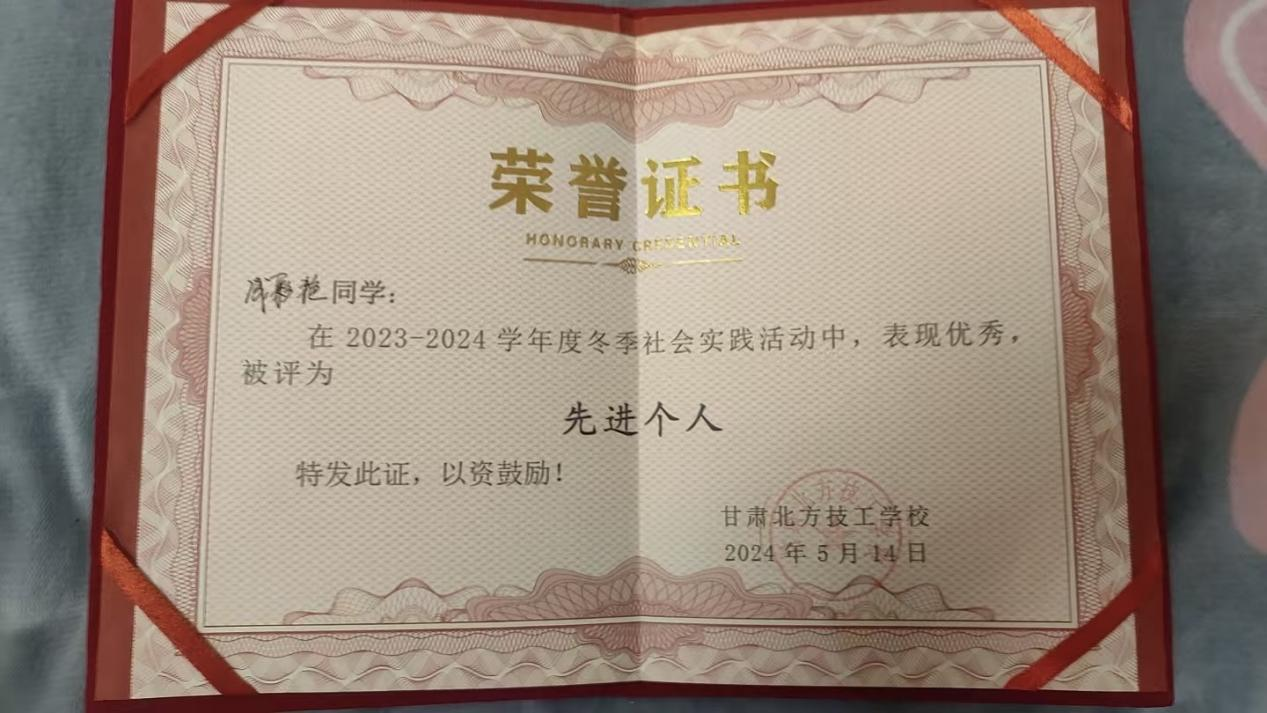 荣誉证书
HONORARY CREDENTIAL
同学：
在 2023-2024 学年度冬季社会实践活动中，表现优秀，
被评为
先进个人
特发此证，以资鼓励！
甘肃北方技工学校
2024 年 5 月 14 日